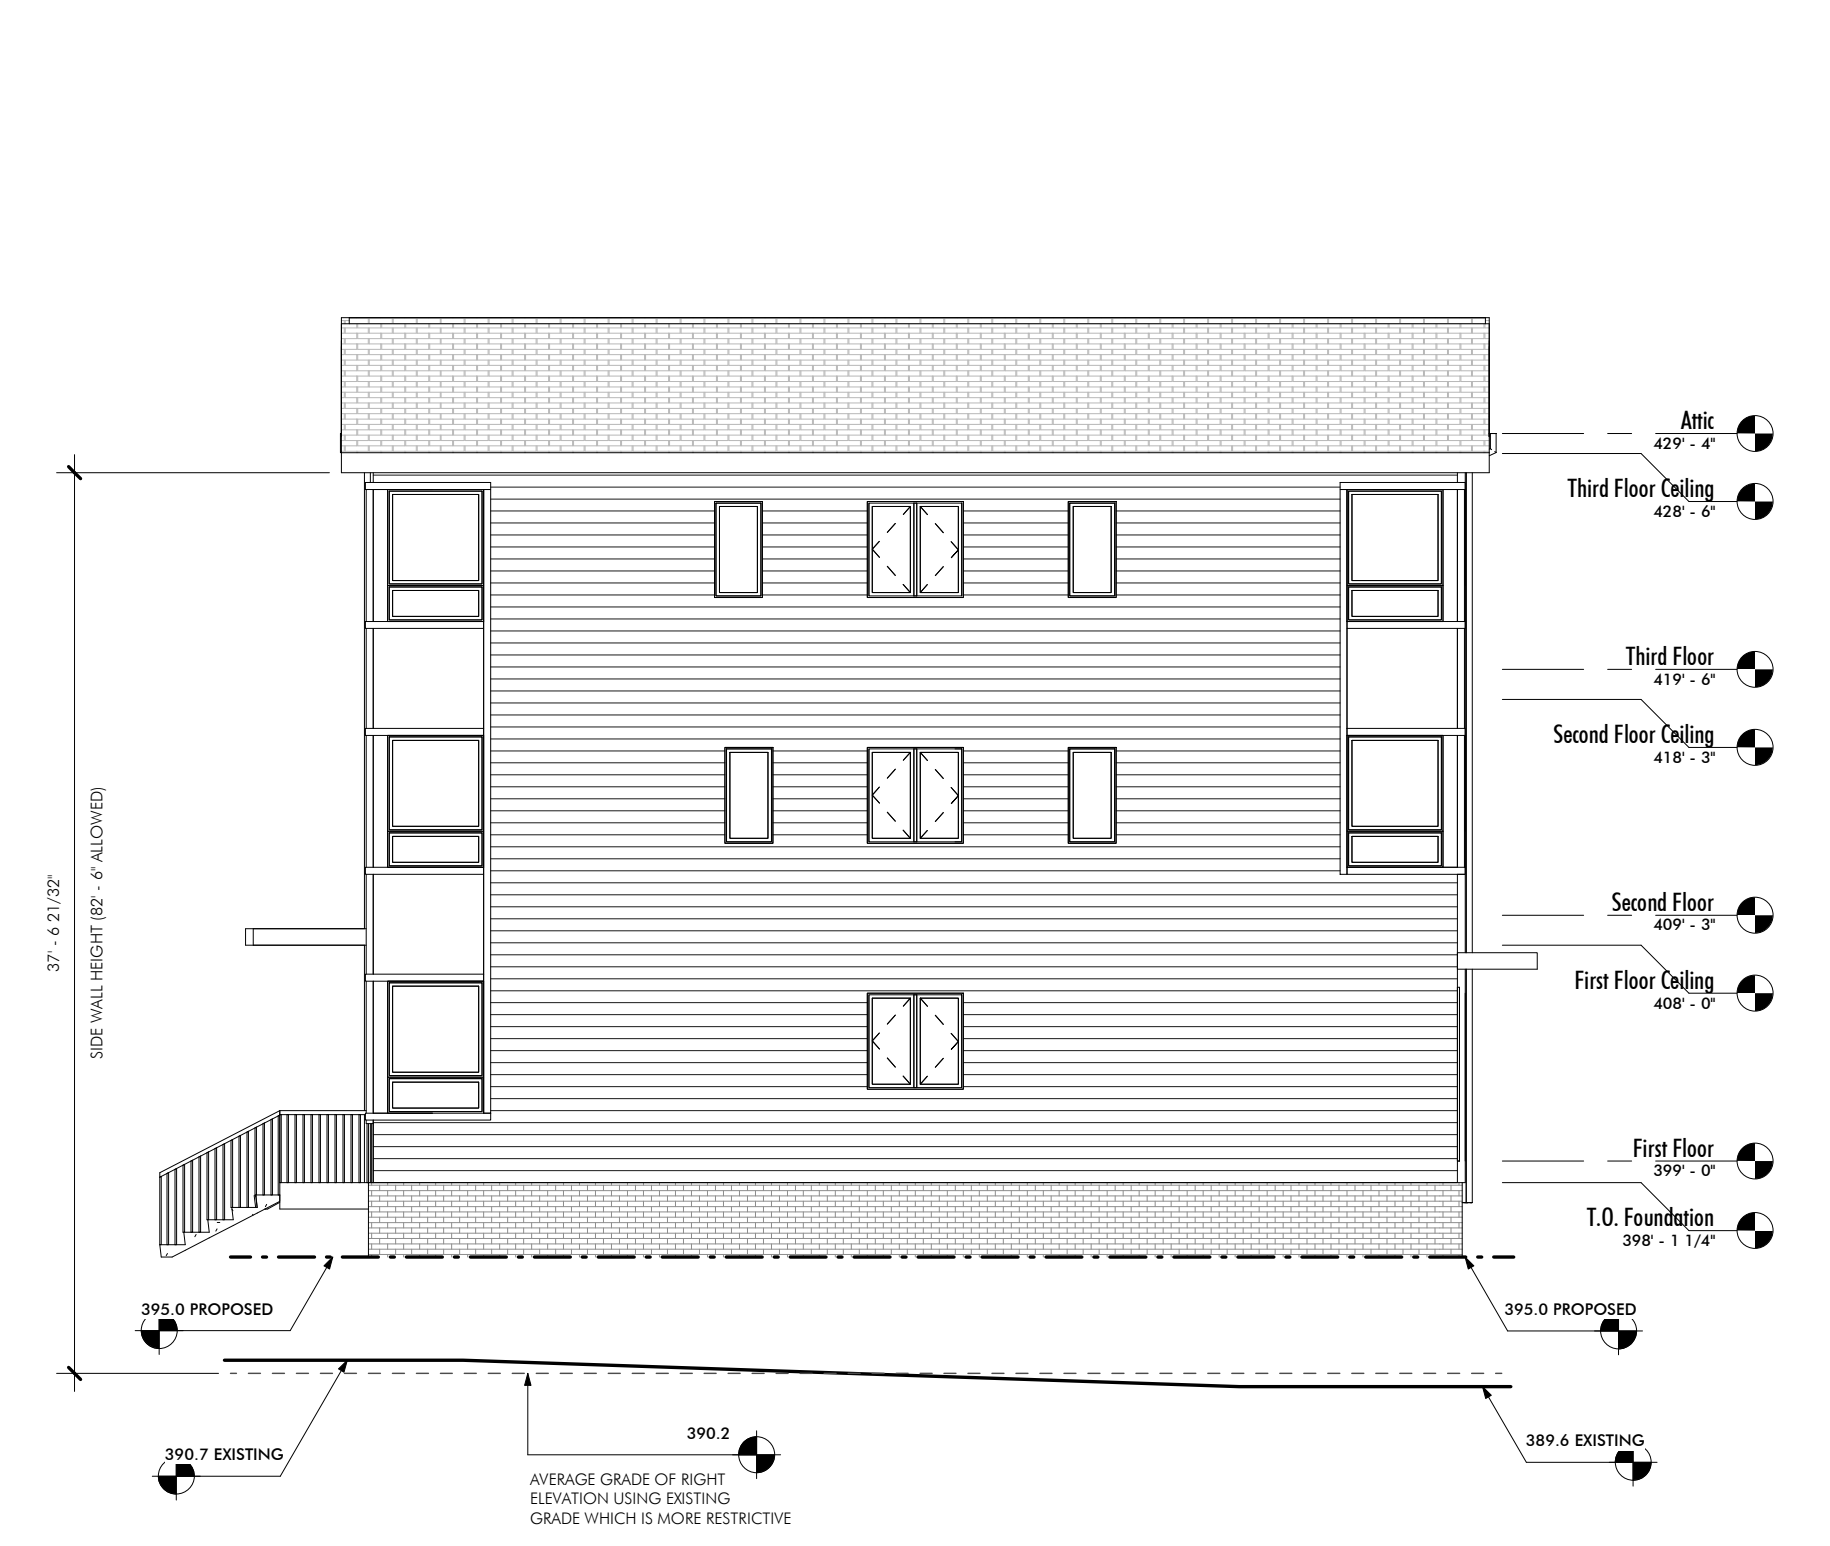 Attic
429' - 4"
Third Floor Ceiling
428' - 6"
Third Floor
419' - 6"
Second Floor Ceiling
418' - 3"
Second Floor
409' - 3"
First Floor Ceiling
408' - 0"
First Floor
399' - 0"
T.O. Foundation
398' - 1 1/4"
37' - 6 21/32"
SIDE WALL HEIGHT (82' - 6" ALLOWED)
395.0 PROPOSED
395.0 PROPOSED
390.7 EXISTING
390.2
389.6 EXISTING
AVERAGE GRADE OF RIGHT
ELEVATION USING EXISTING
GRADE WHICH IS MORE RESTRICTIVE